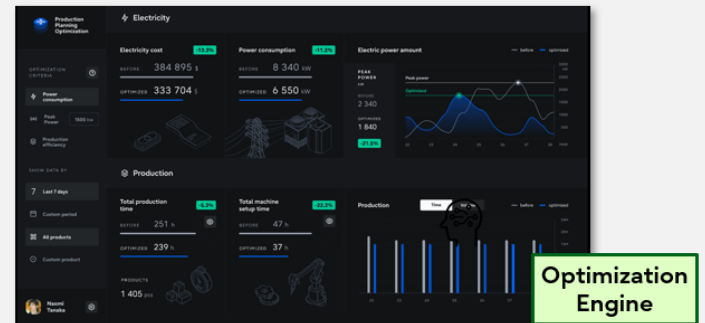 Production
Planning
Optimization
OPTIMIZATION
CRITERIA
Power
consumption
Peak
Power
1500 kw
Production
efficiency
SHOW DATA BY
7 Last 7 days
Custom period
All products
Custom product
Naomi
Tanaka
Electricity
Electricity cost
-13.3%
BEFORE 384 895 $
OPTIMIZED 333 704 $
Power consumption
-11.2%
BEFORE 8 340 kW
OPTIMIZED 6 550 kW
Electric power amount
before
optimized
PEAK
POWER
BEFORE
2 340
OPTIMIZED
1 840
-21.5%
Peak power
Optimized
Production
Total production
time
-5.3%
BEFORE 251 h
OPTIMIZED 239 h
PRODUCTS
1 405 pcs
Total machine
setup time
-23.2%
BEFORE 47 h
OPTIMIZED 37 h
Production
Time
before
optimized
Optimization
Engine